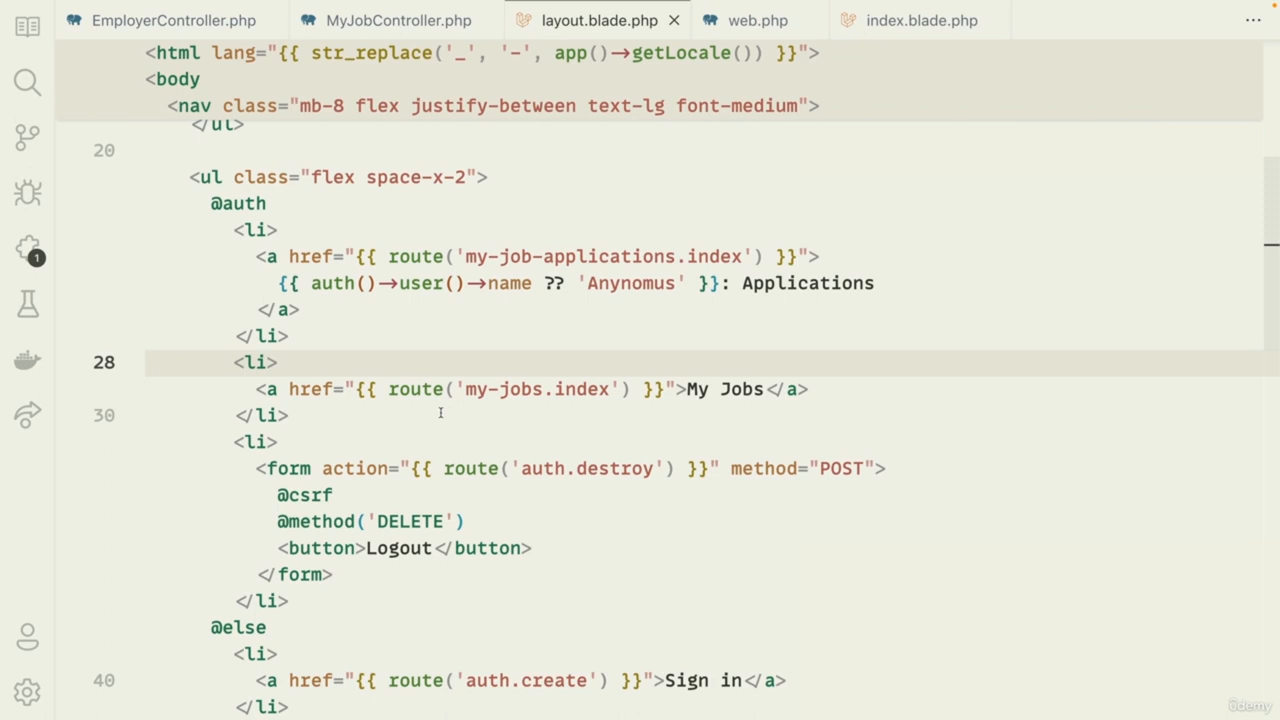 EmployerController.php MyJobController.php layout.blade.php web.php index.blade.php
<html lang="{{ str_replace('_', '-', app()->getLocale()) }}">
<body
<nav class="mb-8 flex justify-between text-lg font-medium">
</ul>
20
<ul class="flex space-x-2">
@auth
<li>
<a href="{{ route('my-job-applications.index') }}">
{{ auth()->user()->name ?? 'Anynomus' }}: Applications
</a>
</li>
28 <li>
<a href="{{ route('my-jobs.index') }}">My Jobs</a>
30 </li>
<li>
<form action="{{ route('auth.destroy') }}" method="POST">
@csrf
@method('DELETE')
<button>Logout</button>
</form>
</li>
@else
<li>
40 <a href="{{ route('auth.create') }}">Sign in</a>
</li>
1
ûdemy